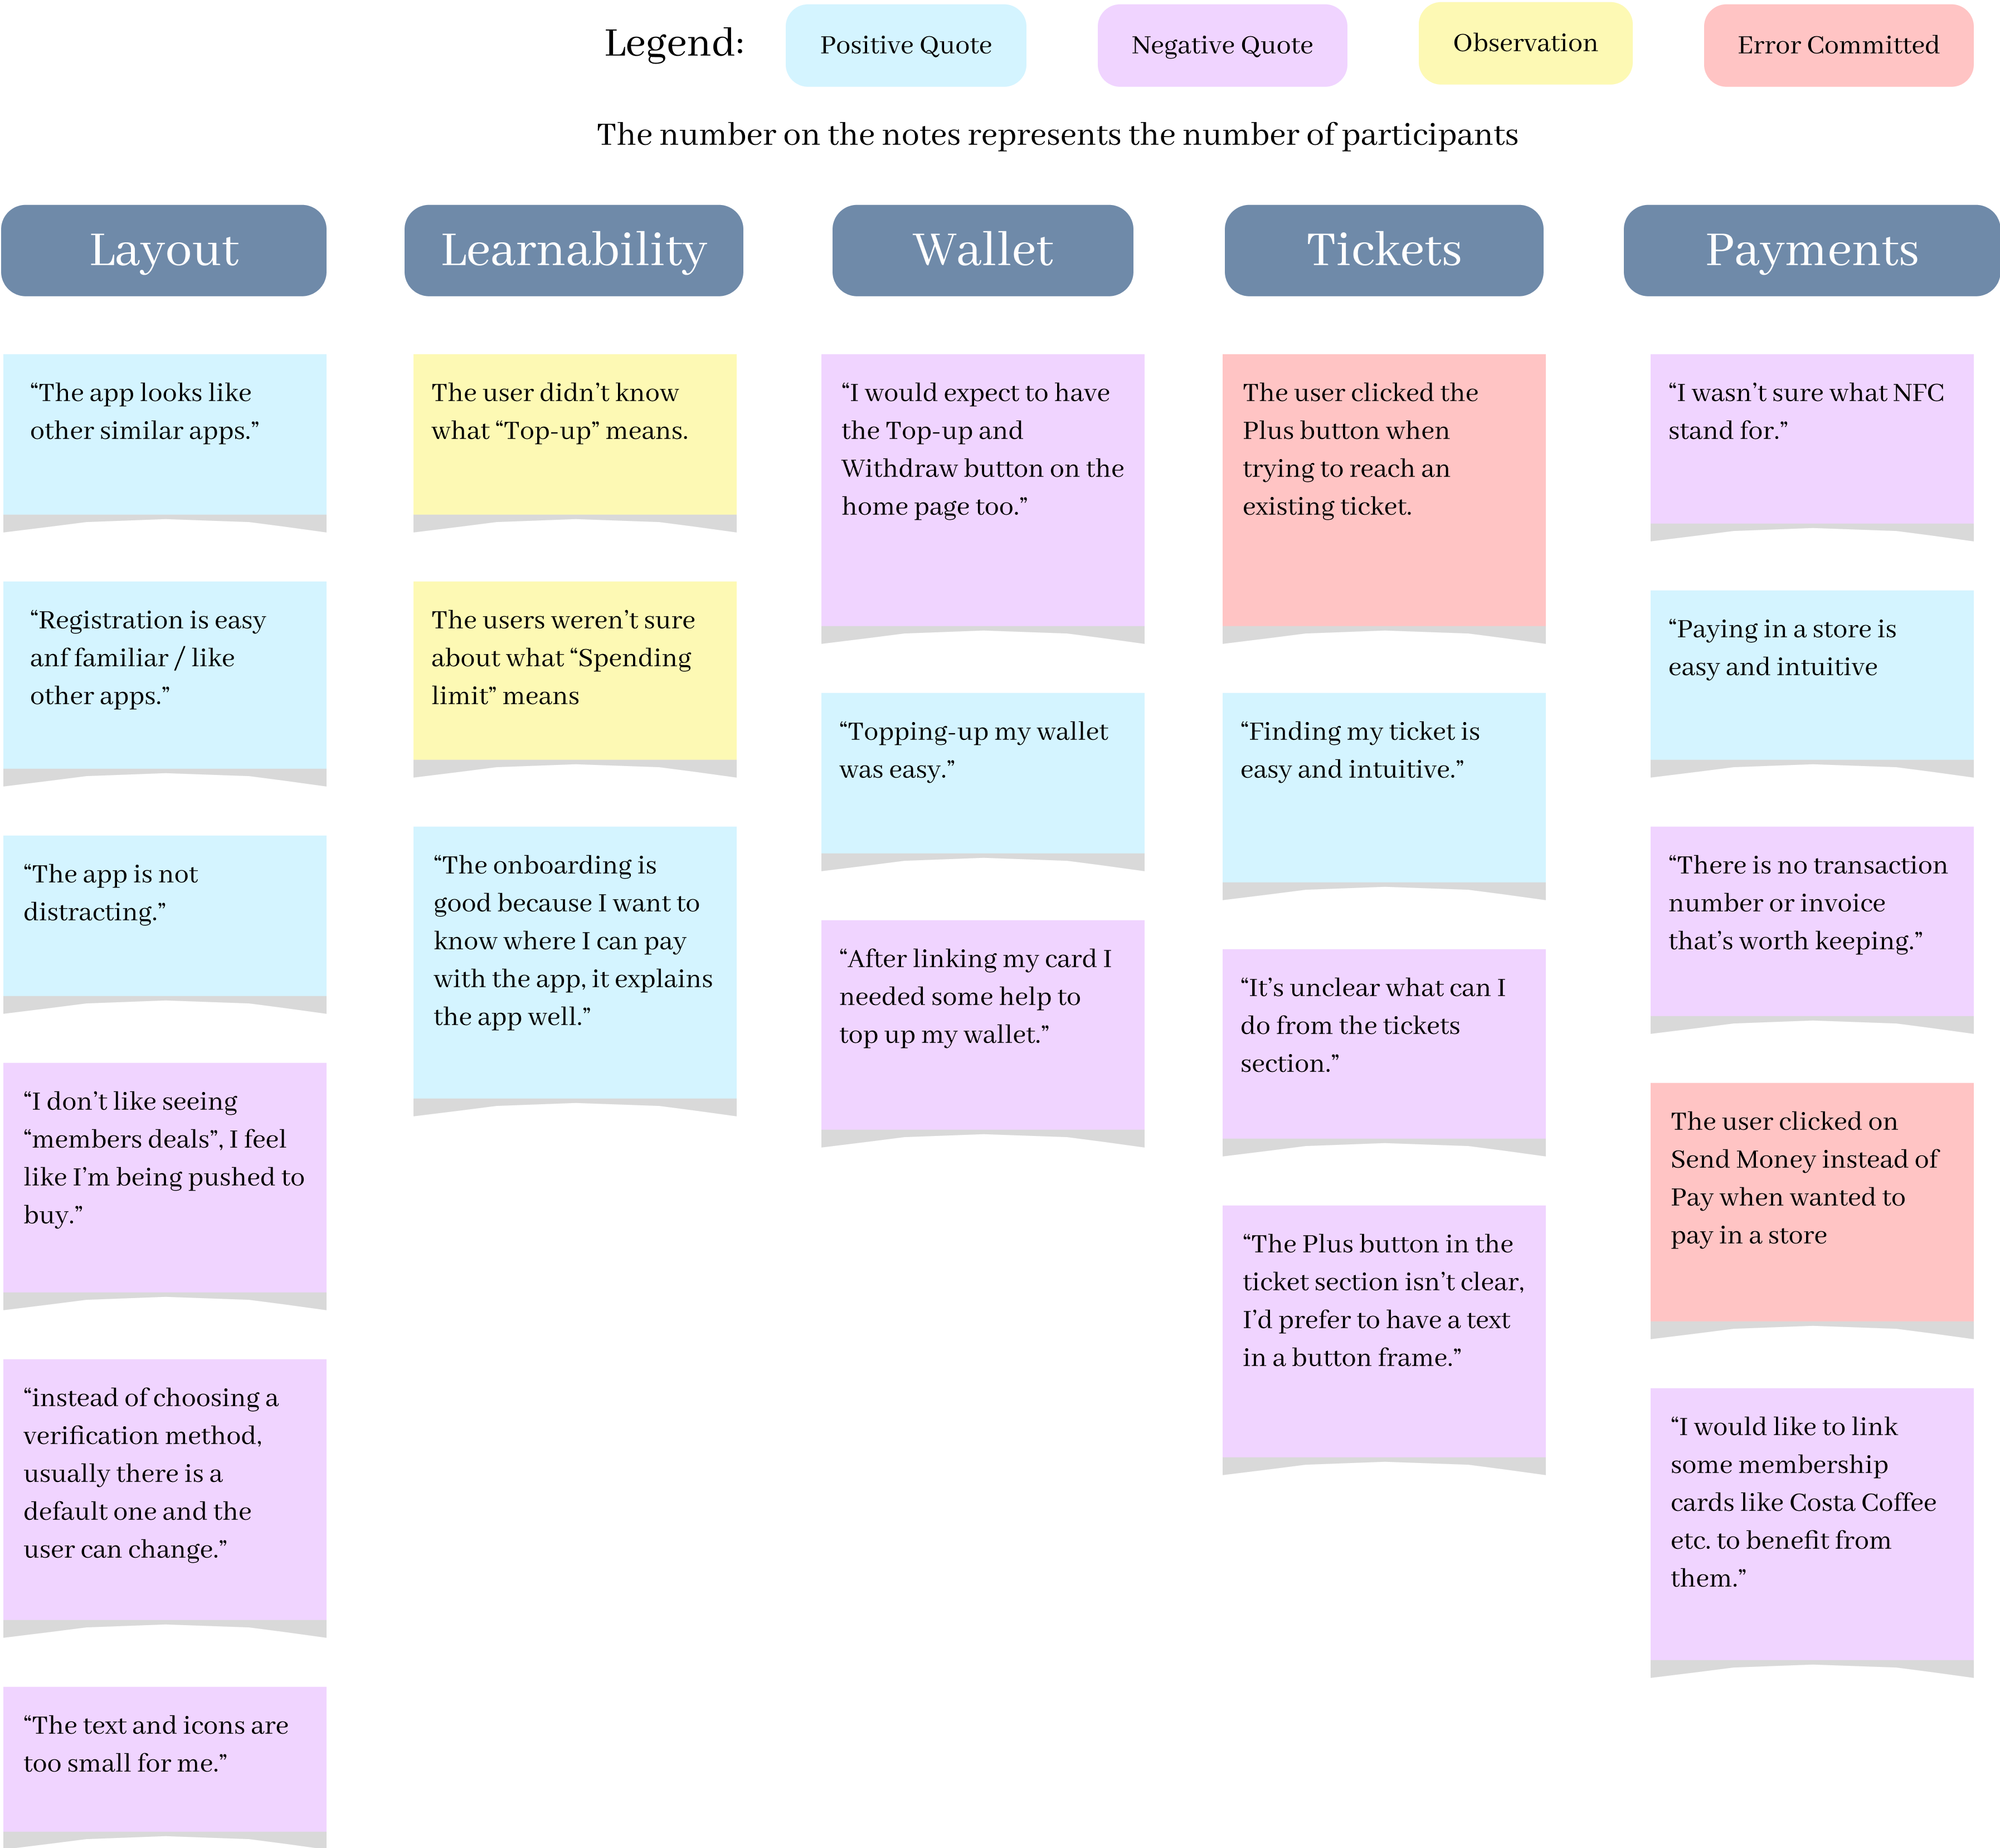 Legend:
Positive Quote
Negative Quote
Observation
Error Committed
The number on the notes represents the number of participants
Layout
“The app looks like
other similar apps.”
“Registration is easy
anf familiar / like
other apps.”
“The app is not
distracting.”
“I don’t like seeing
“members deals”, I feel
like I’m being pushed to
buy.”
“instead of choosing a
verification method,
usually there is a
default one and the
user can change.”
“The text and icons are
too small for me.”
Learnability
The user didn’t know
what “Top-up” means.
The users weren’t sure
about what “Spending
limit” means
“The onboarding is
good because I want to
know where I can pay
with the app, it explains
the app well.”
Wallet
“I would expect to have
the Top-up and
Withdraw button on the
home page too.”
“Topping-up my wallet
was easy.”
“After linking my card I
needed some help to
top up my wallet.”
Tickets
The user clicked the
Plus button when
trying to reach an
existing ticket.
“Finding my ticket is
easy and intuitive.”
“It’s unclear what can I
do from the tickets
section.”
“The Plus button in the
ticket section isn’t clear,
I’d prefer to have a text
in a button frame.”
Payments
“I wasn’t sure what NFC
stand for.”
“Paying in a store is
easy and intuitive
“There is no transaction
number or invoice
that’s worth keeping.”
The user clicked on
Send Money instead of
Pay when wanted to
pay in a store
“I would like to link
some membership
cards like Costa Coffee
etc. to benefit from
them.”